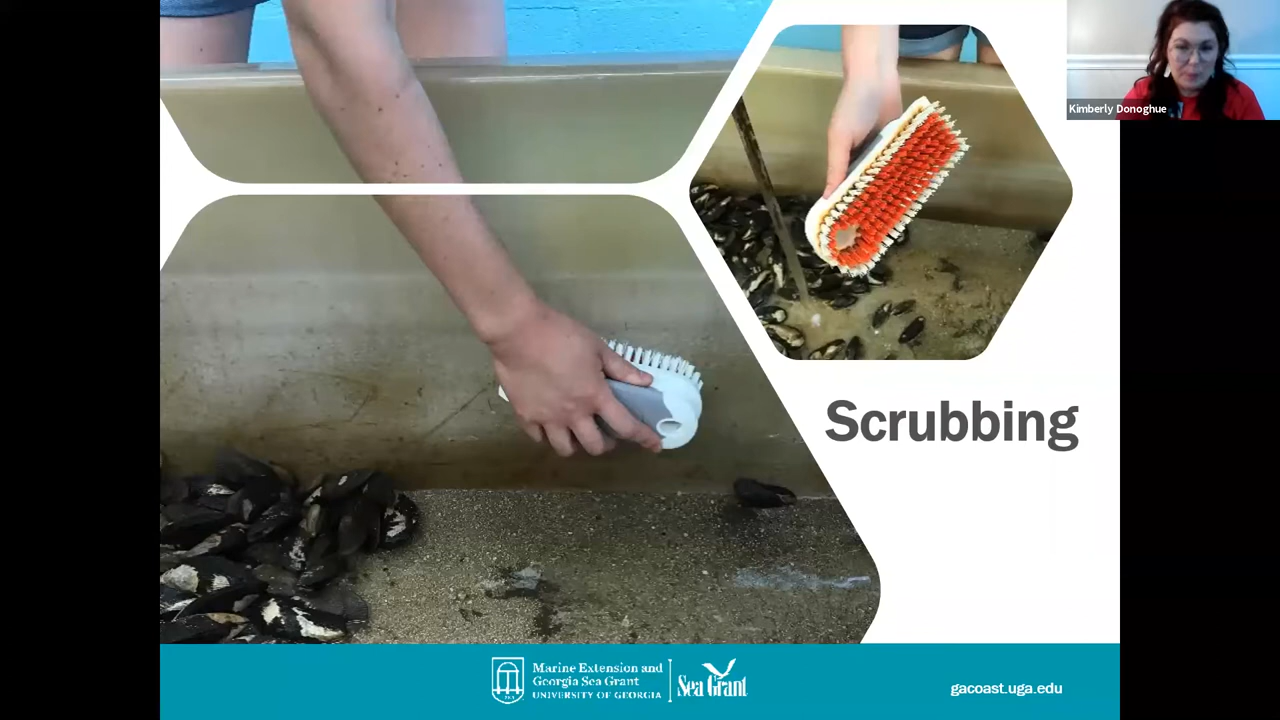 Kimberly Donoghue
Scrubbing
Marine Extension and
Georgia Sea Grant
UNIVERSITY OF GEORGIA
Sea Grant
gacoast.uga.edu